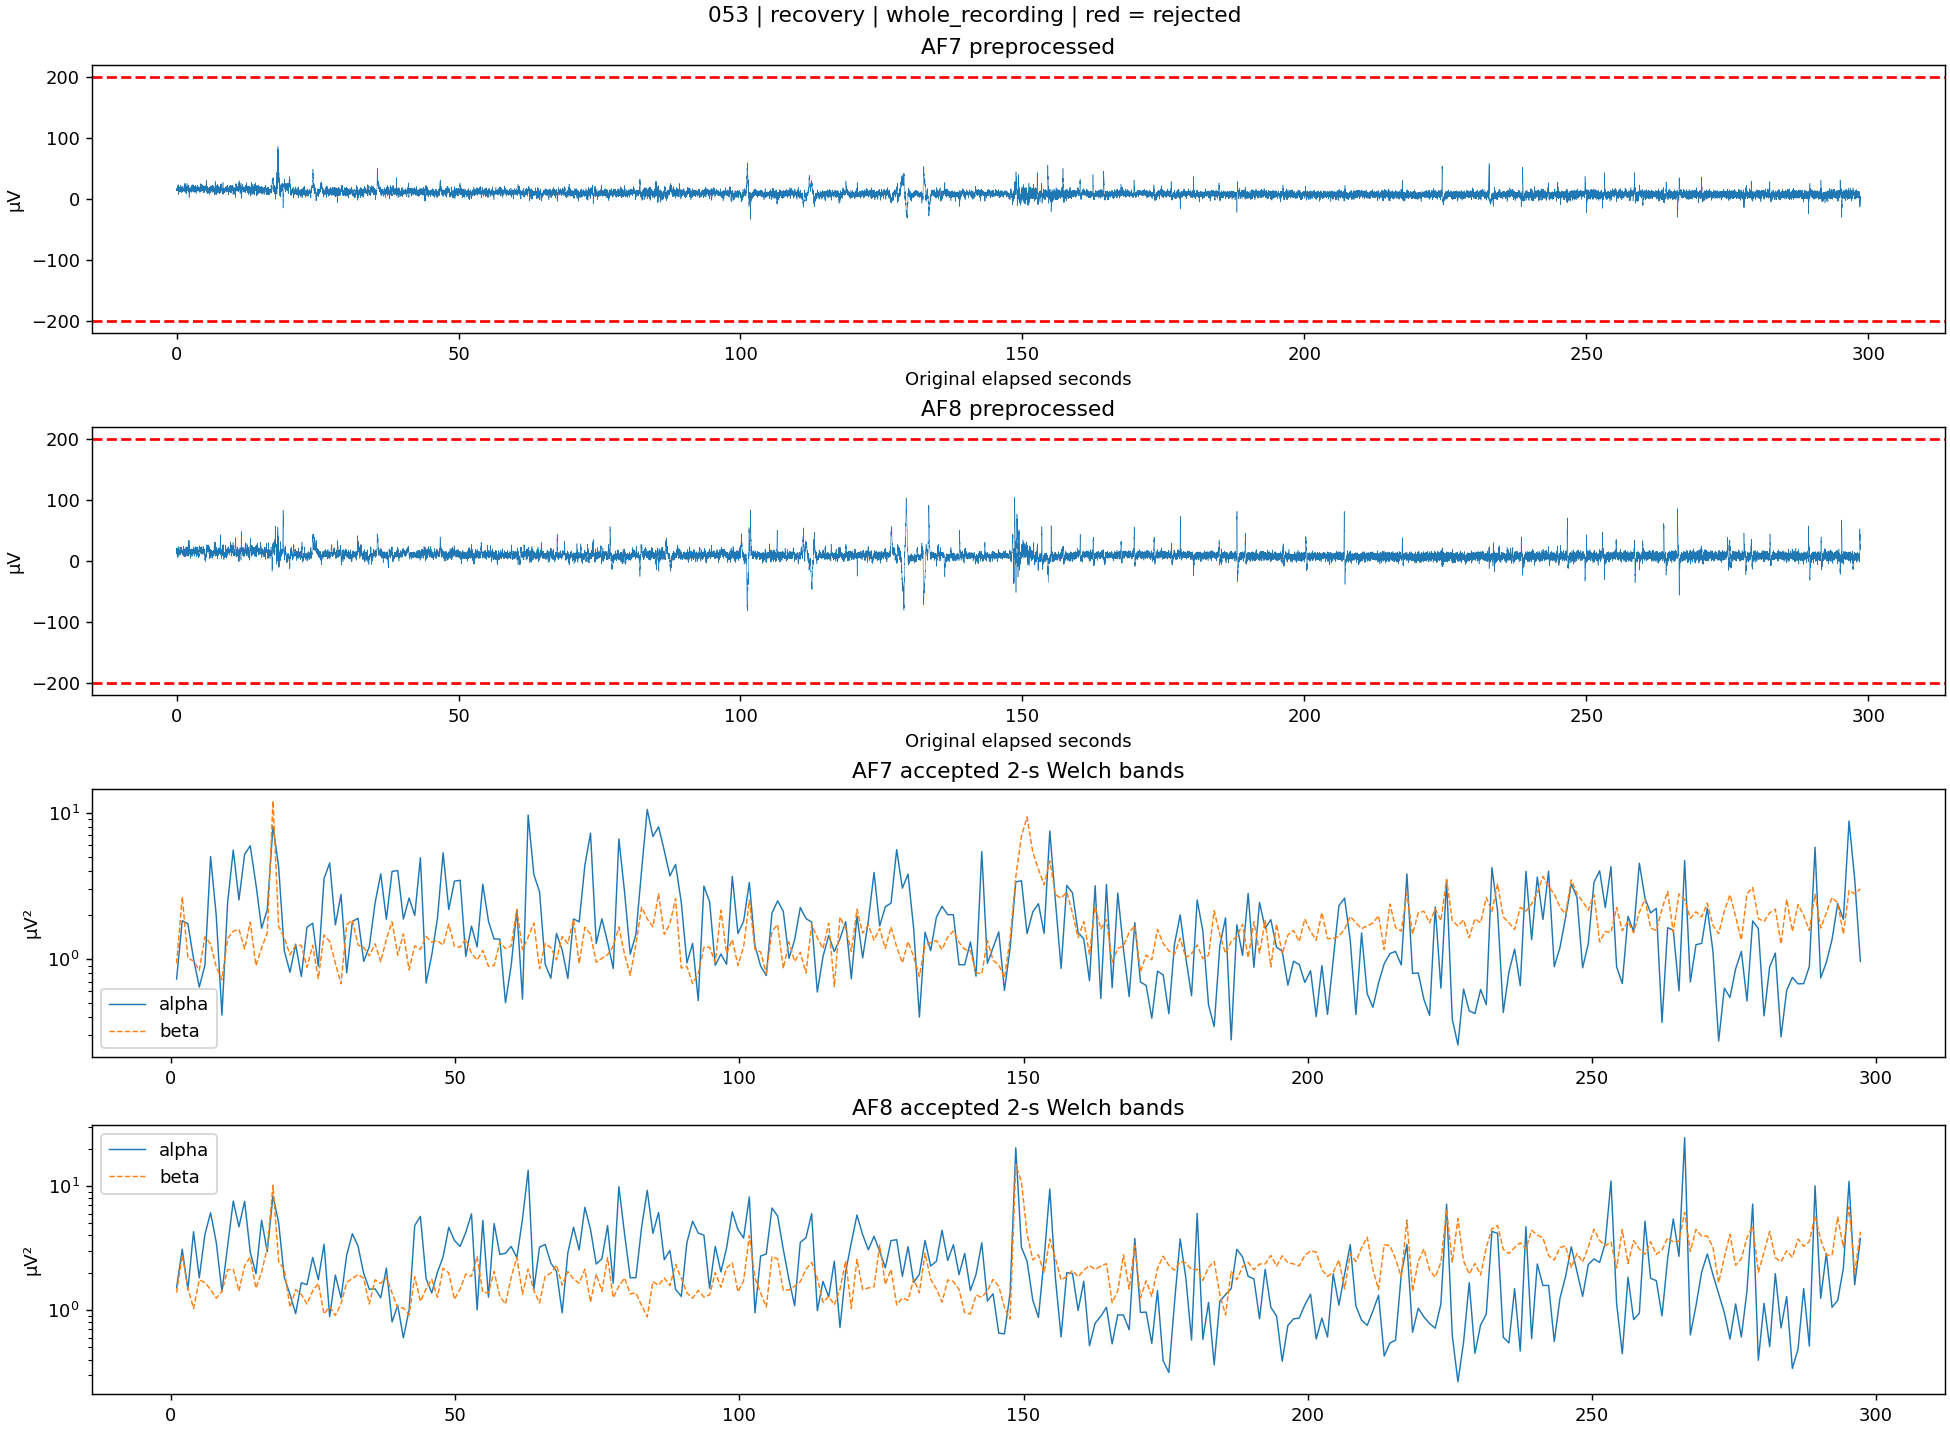 053 | recovery | whole_recording | red = rejected
AF7 preprocessed
200
100
0
−100
−200
µV
0 50 100 150 200 250 300
Original elapsed seconds
AF8 preprocessed
200
100
0
−100
−200
µV
0 50 100 150 200 250 300
Original elapsed seconds
AF7 accepted 2-s Welch bands
10¹
10⁰
µV²
alpha
beta
0 50 100 150 200 250 300
AF8 accepted 2-s Welch bands
alpha
beta
10¹
10⁰
µV²
0 50 100 150 200 250 300